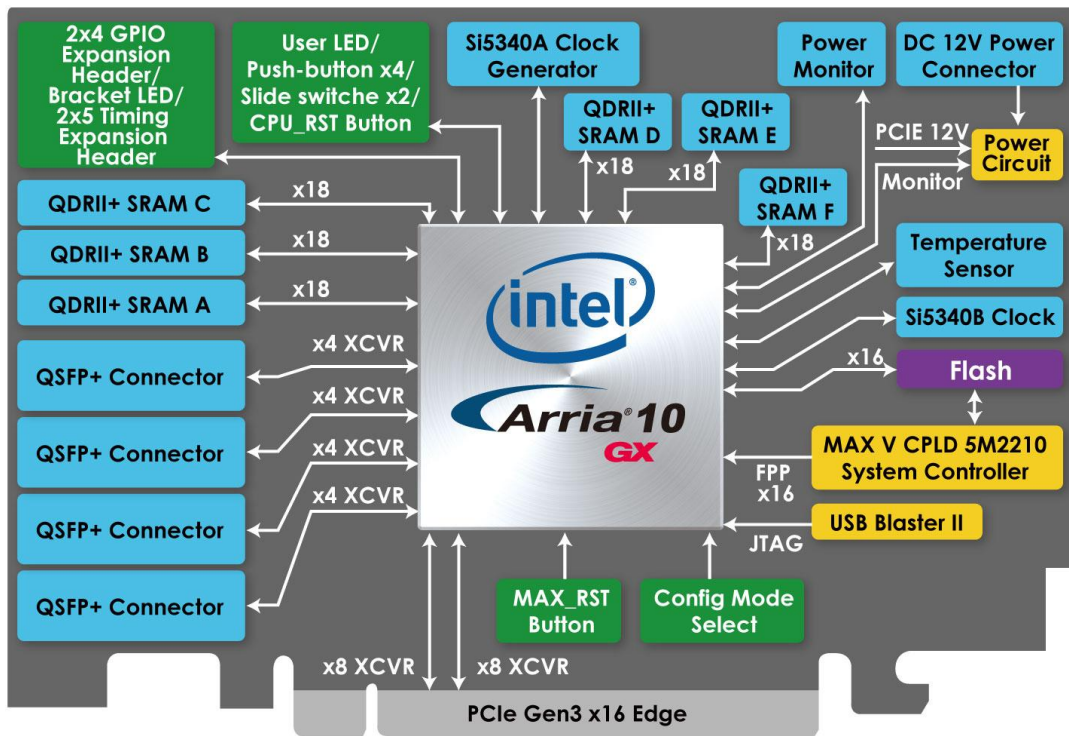 2x4 GPIO
Expansion
Header/
Bracket LED/
2x5 Timing
Expansion
Header
User LED/
Push-button x4/
Slide switche x2/
CPU_RST Button
Si5340A Clock
Generator
Power
Monitor
DC 12V Power
Connector
QDRII+
SRAM D
QDRII+
SRAM E
PCIE 12V
Power
Circuit
Monitor
x18
x18
QDRII+
SRAM F
x18
QDRII+ SRAM C
x18
QDRII+ SRAM B
x18
QDRII+ SRAM A
x18
Temperature
Sensor
Si5340B Clock
x16
Flash
MAX V CPLD 5M2210
System Controller
FPP
x16
USB Blaster II
JTAG
intel®
Arria® 10
GX
x4 XCVR
QSFP+ Connector
x4 XCVR
QSFP+ Connector
x4 XCVR
QSFP+ Connector
x4 XCVR
QSFP+ Connector
MAX_RST
Button
Config Mode
Select
x8 XCVR
x8 XCVR
PCIe Gen3 x16 Edge